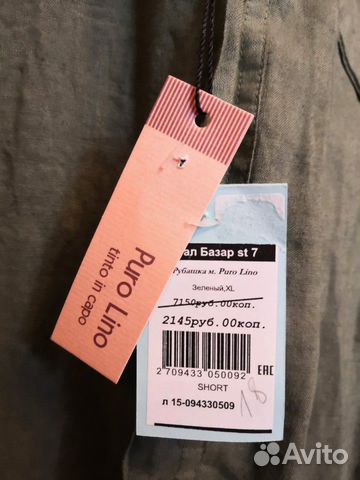 Puro Lino
tinto in capo
ал Базар st 7
Рубашка м. Puro Lino
Зеленый,XL
7150руб.00коп.
2145руб.00коп.
2 709433 050092
EAC
SHORT
18
л 15-094330509
Avito